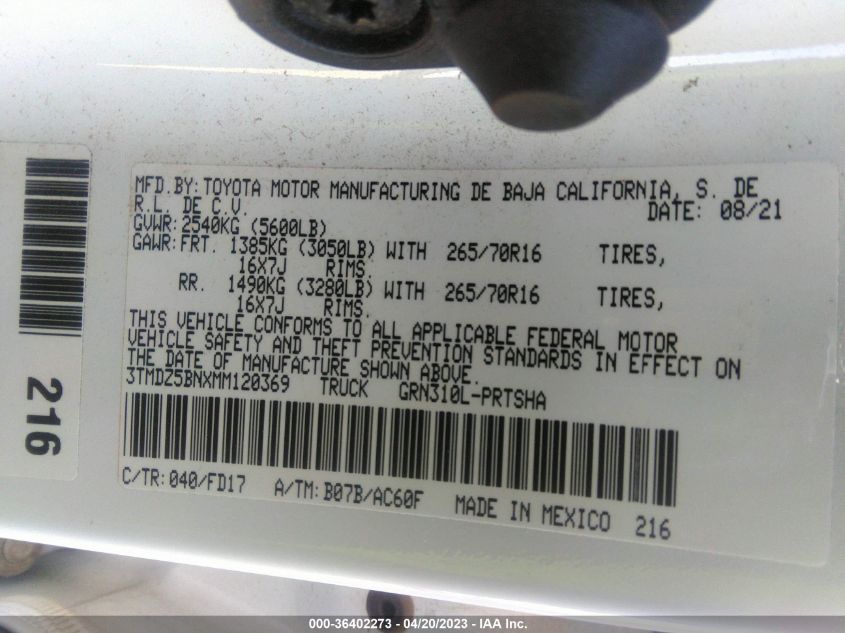 MFD.BY:TOYOTA MOTOR MANUFACTURING DE BAJA CALIFORNIA, S. DE
R.L. DE C.V. DATE: 08/21
GVWR:2540KG (5600LB)
GAWR:FRT. 1385KG (3050LB) WITH 265/70R16 TIRES,
16X7J RIMS.
RR. 1490KG (3280LB) WITH 265/70R16 TIRES,
16X7J RIMS.
THIS VEHICLE CONFORMS TO ALL APPLICABLE FEDERAL MOTOR
VEHICLE SAFETY AND THEFT PREVENTION STANDARDS IN EFFECT ON
THE DATE OF MANUFACTURE SHOWN ABOVE.
3TMDZ5BNXMM120369 TRUCK GRN310L-PRTSHA
C/TR:040/FD17 A/TM:B07B/AC60F MADE IN MEXICO 216
216
000-36402273 - 04/20/2023 - IAA Inc.